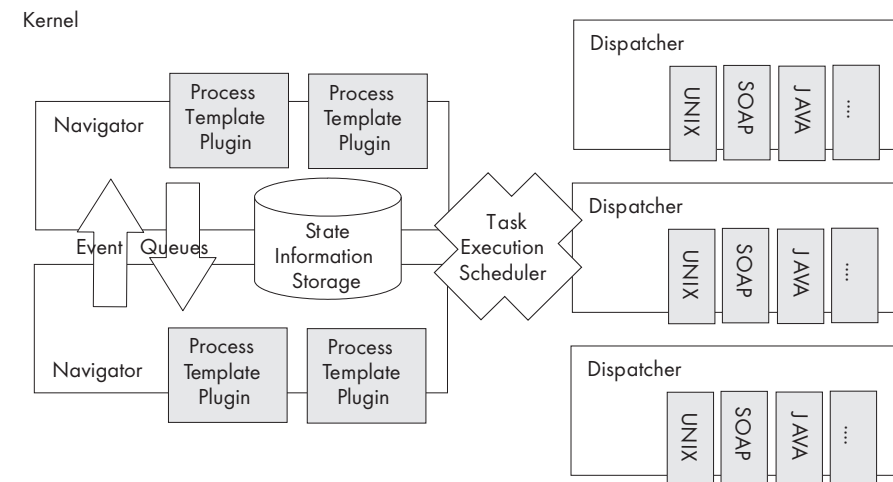 Kernel
Navigator
Process
Template
Plugin
Process
Template
Plugin
Event Queues
State
Information
Storage
Navigator
Process
Template
Plugin
Process
Template
Plugin
Task
Execution
Scheduler
Dispatcher
UNIX
SOAP
JAVA
....
Dispatcher
UNIX
SOAP
JAVA
....
Dispatcher
UNIX
SOAP
JAVA
....